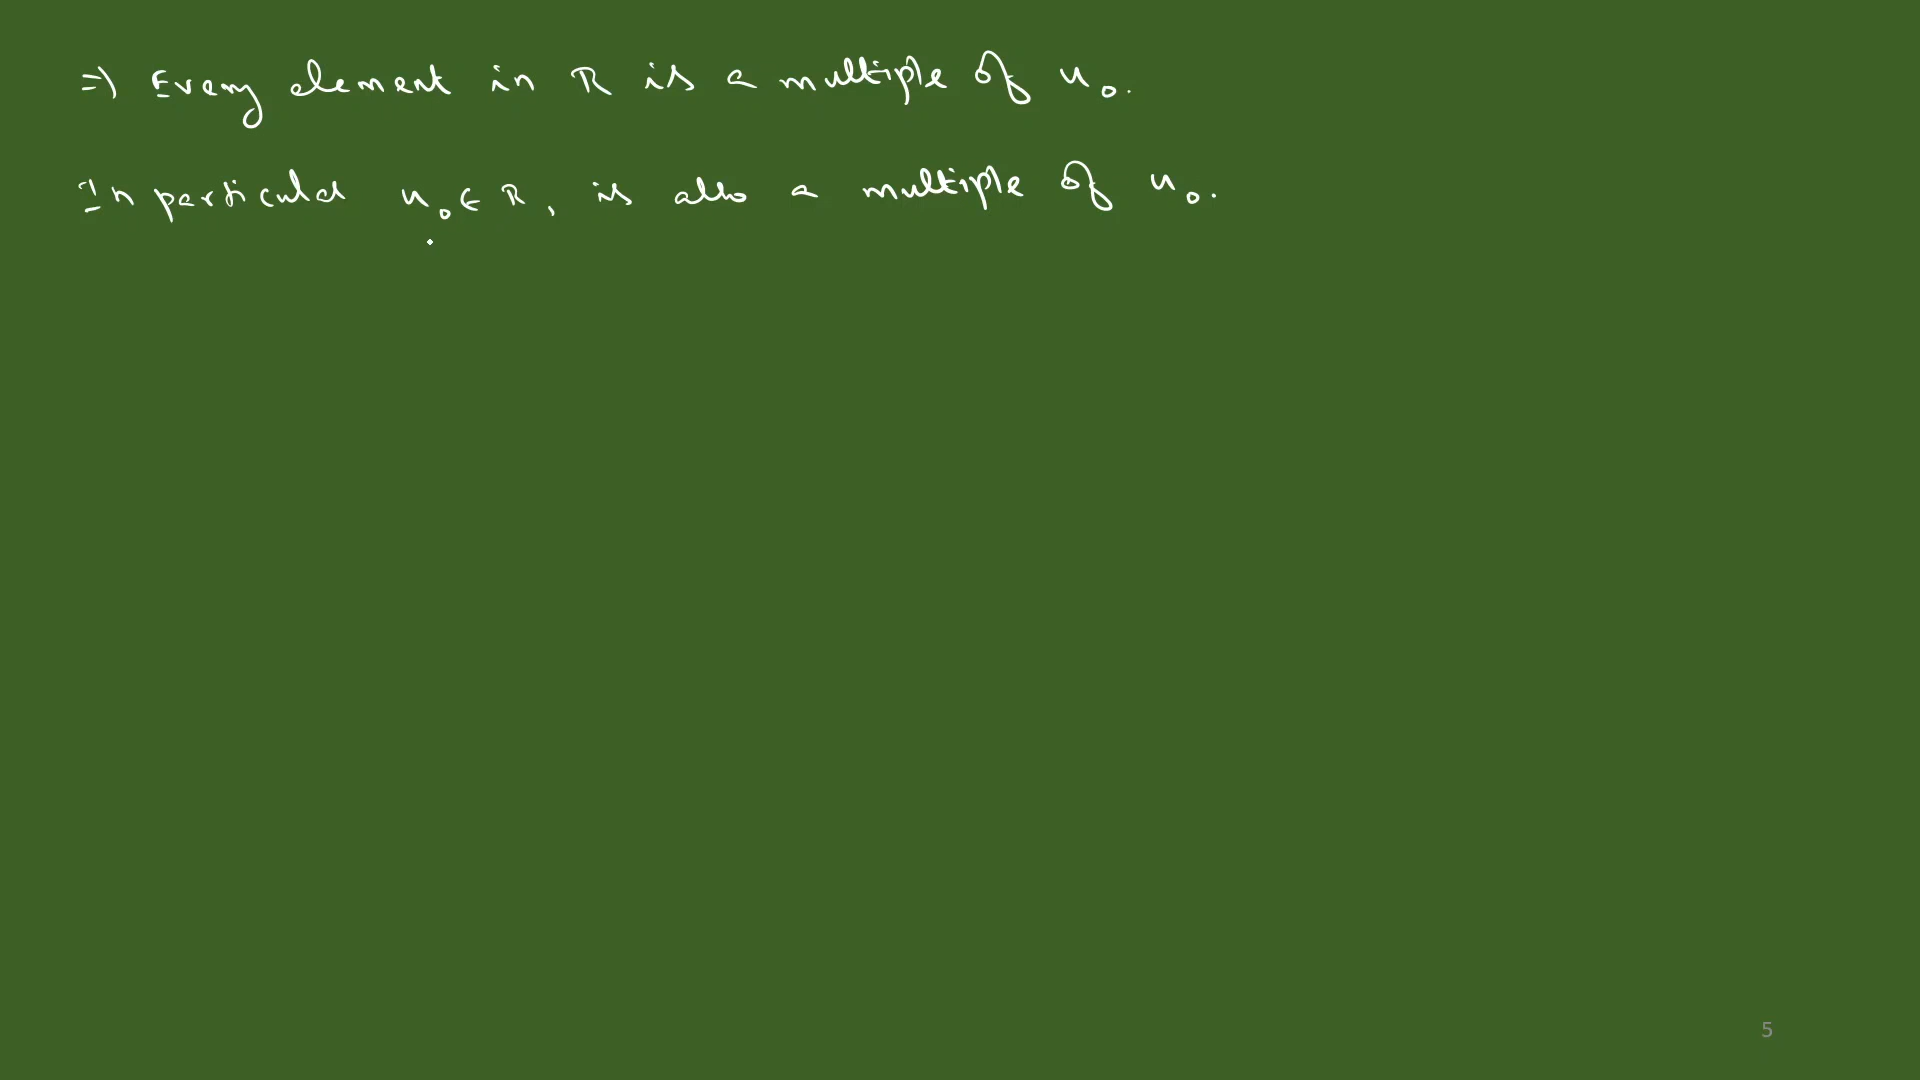 ⇒) Every element in R is a multiple of u₀.
In particular u₀ ∈ R, is also a multiple of u₀.
5